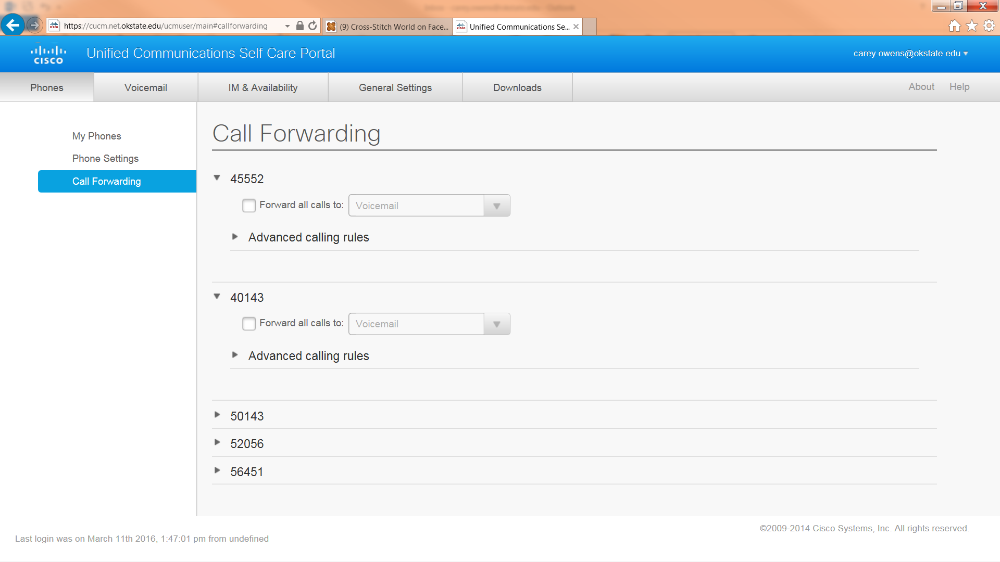 https://cucm.net.okstate.edu/ucmuser/main#callforwarding
(9) Cross-Stitch World on Face...
Unified Communications Se...
CISCO
Unified Communications Self Care Portal
carey.owens@okstate.edu
Phones
Voicemail
IM & Availability
General Settings
Downloads
About
Help
My Phones
Phone Settings
Call Forwarding
Call Forwarding
45552
Forward all calls to: Voicemail
Advanced calling rules
40143
Forward all calls to: Voicemail
Advanced calling rules
50143
52056
56451
©2009-2014 Cisco Systems, Inc. All rights reserved.
Last login was on March 11th 2016, 1:47:01 pm from undefined